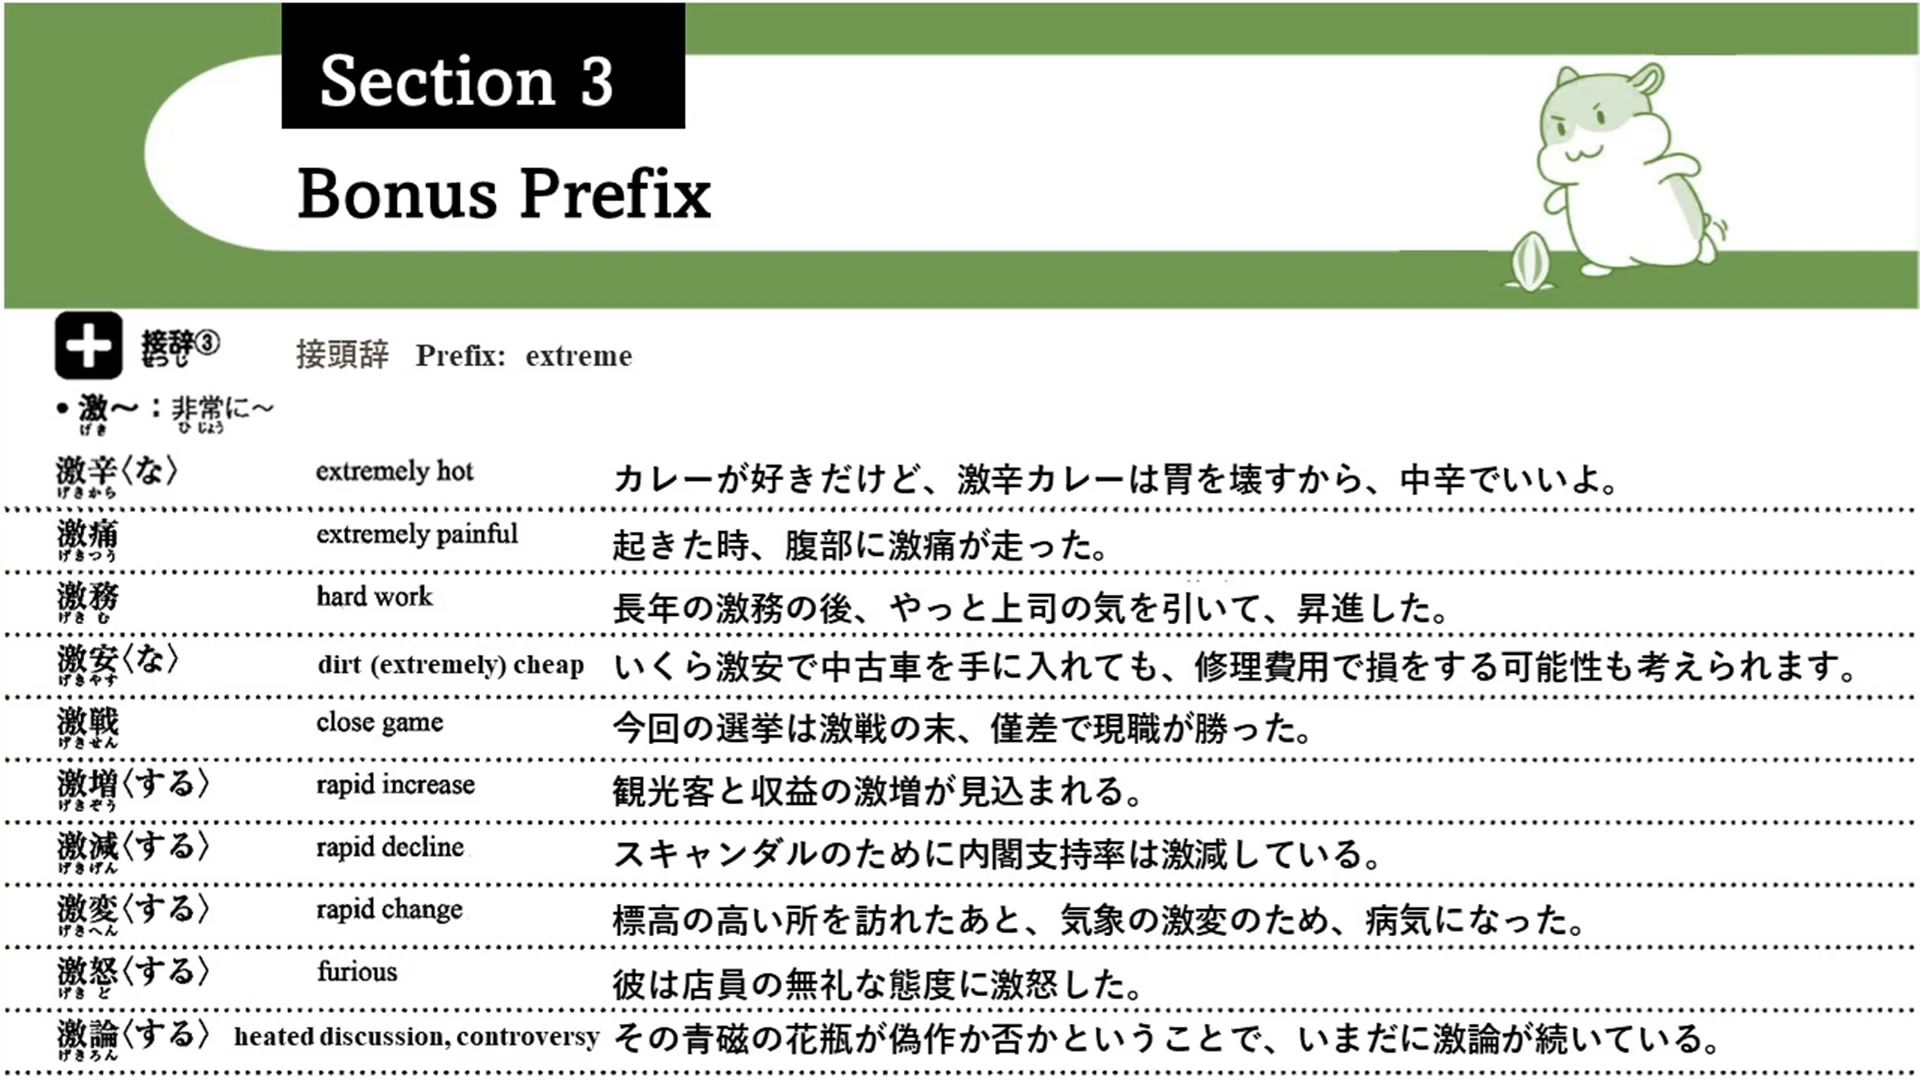 Section 3
Bonus Prefix
接辞③ 接頭辞 Prefix: extreme
せつじ
• 激〜：非常に〜
げき ひ じょう
激辛〈な〉 extremely hot カレーが好きだけど、激辛カレーは胃を壊すから、中辛でいいよ。
げきから
激痛 extremely painful 起きた時、腹部に激痛が走った。
げきつう
激務 hard work 長年の激務の後、やっと上司の気を引いて、昇進した。
げき む
激安〈な〉 dirt (extremely) cheap いくら激安で中古車を手に入れても、修理費用で損をする可能性も考えられます。
げきやす
激戦 close game 今回の選挙は激戦の末、僅差で現職が勝った。
げきせん
激増〈する〉 rapid increase 観光客と収益の激増が見込まれる。
げきぞう
激減〈する〉 rapid decline スキャンダルのために内閣支持率は激減している。
げきげん
激変〈する〉 rapid change 標高の高い所を訪れたあと、気象の激変のため、病気になった。
げきへん
激怒〈する〉 furious 彼は店員の無礼な態度に激怒した。
げき ど
激論〈する〉 heated discussion, controversy その青磁の花瓶が偽作か否かということで、いまだに激論が続いている。
げきろん